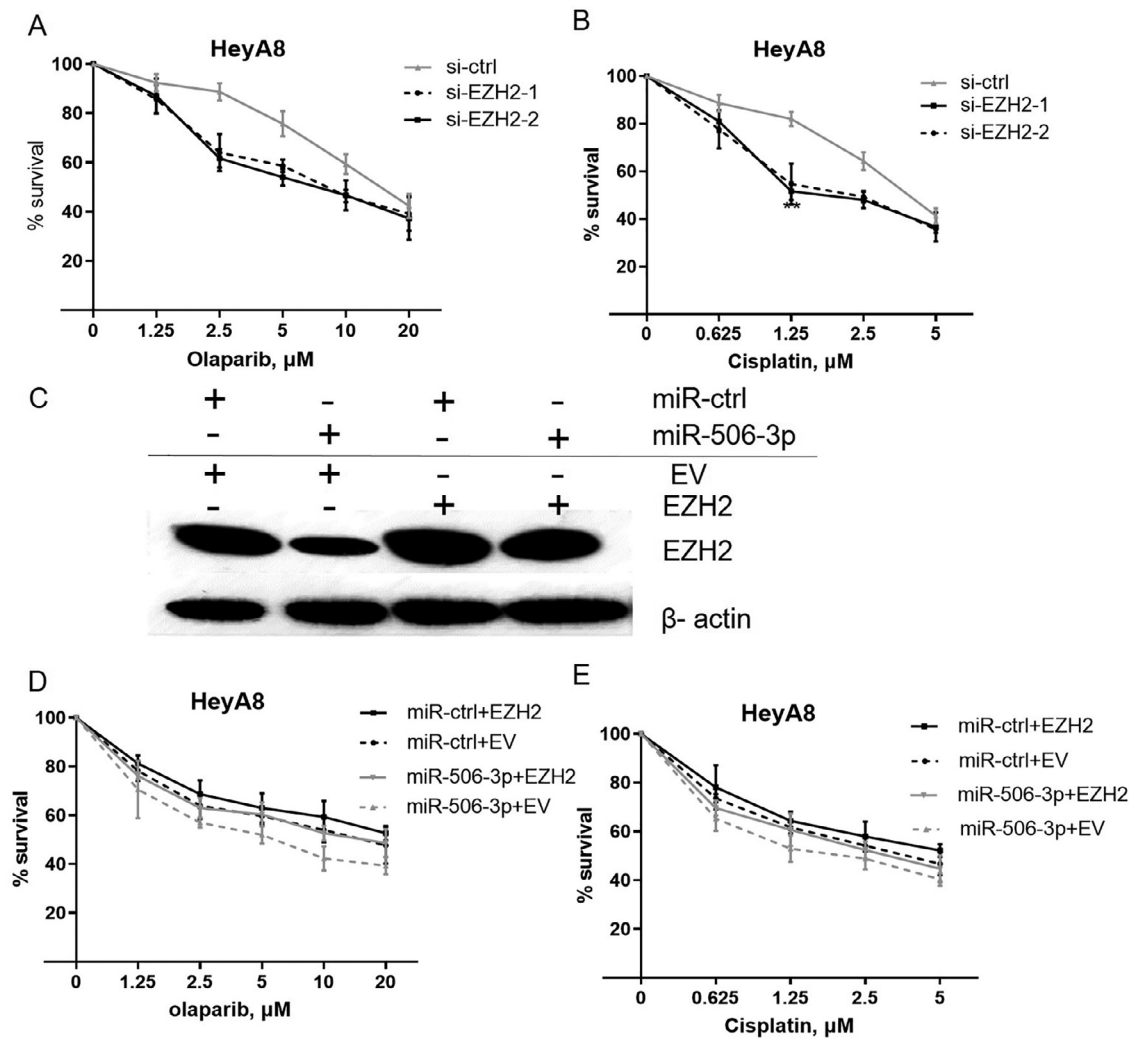 A
HeyA8
si-ctrl
si-EZH2-1
si-EZH2-2
100
80
60
40
20
% survival
0 1.25 2.5 5 10 20
Olaparib, µM
B
HeyA8
si-ctrl
si-EZH2-1
si-EZH2-2
100
80
60
40
20
% survival
**
0 0.625 1.25 2.5 5
Cisplatin, µM
C
+ - + - miR-ctrl
- + - + miR-506-3p
+ + - - EV
- - + + EZH2
EZH2
β- actin
D
HeyA8
miR-ctrl+EZH2
miR-ctrl+EV
miR-506-3p+EZH2
miR-506-3p+EV
100
80
60
40
20
% survival
0 1.25 2.5 5 10 20
olaparib, µM
E
HeyA8
miR-ctrl+EZH2
miR-ctrl+EV
miR-506-3p+EZH2
miR-506-3p+EV
100
80
60
40
20
% survival
0 0.625 1.25 2.5 5
Cisplatin, µM